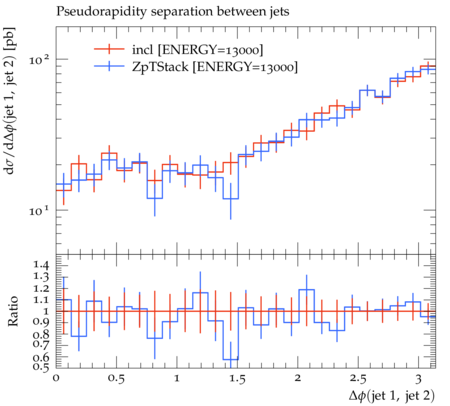 Pseudorapidity separation between jets
dσ/dΔϕ(jet 1, jet 2) [pb]
incl [ENERGY=13000]
ZpTStack [ENERGY=13000]
10²
10¹
Ratio
1.4
1.3
1.2
1.1
1
0.9
0.8
0.7
0.6
0.5
0 0.5 1 1.5 2 2.5 3
Δϕ(jet 1, jet 2)